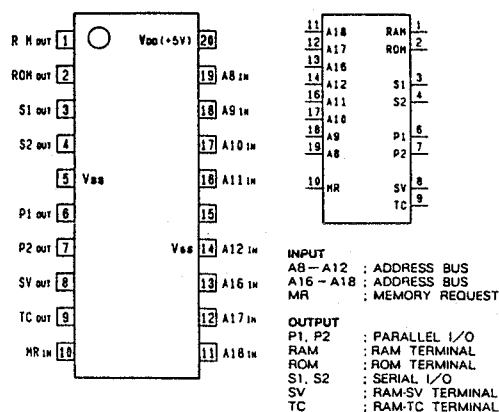 R M OUT 1 VDD (+5V) 20
ROM OUT 2 19 A8 IN
S1 OUT 3 18 A9 IN
S2 OUT 4 17 A10 IN
5 Vss 16 A11 IN
P1 OUT 6 15
P2 OUT 7 Vss 14 A12 IN
SV OUT 8 13 A16 IN
TC OUT 9 12 A17 IN
MR IN 10 11 A18 IN
11 A18 RAM 1
12 A17 ROM 2
13 A16
14 A12 S1 3
16 A11 S2 4
17 A10
18 A9 P1 6
19 A8 P2 7
10 MR SV 8
TC 9
INPUT
A8-A12 ; ADDRESS BUS
A16-A18 ; ADDRESS BUS
MR ; MEMORY REQUEST
OUTPUT
P1, P2 ; PARALLEL I/O
RAM ; RAM TERMINAL
ROM ; ROM TERMINAL
S1, S2 ; SERIAL I/O
SV ; RAM-SV TERMINAL
TC ; RAM-TC TERMINAL